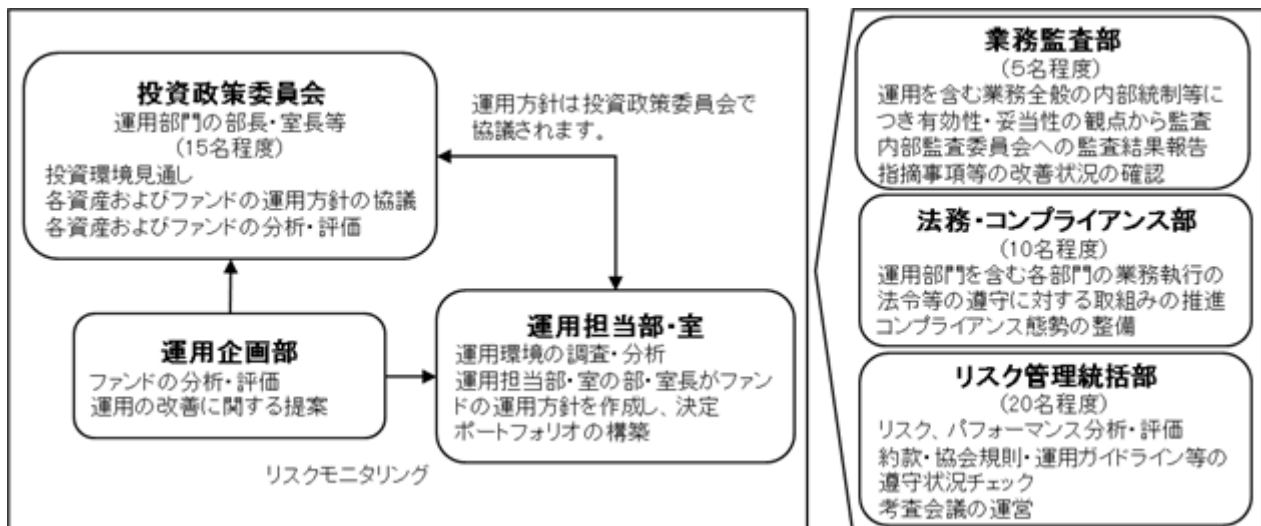 投資政策委員会
運用部門の部長・室長等
(15名程度)
投資環境見通し
各資産およびファンドの運用方針の協議
各資産およびファンドの分析・評価
運用方針は投資政策委員会で
協議されます。
運用企画部
ファンドの分析・評価
運用の改善に関する提案
運用担当部・室
運用環境の調査・分析
運用担当部・室の部・室長がファン
ドの運用方針を作成し、決定
ポートフォリオの構築
リスクモニタリング
業務監査部
(5名程度)
運用を含む業務全般の内部統制等に
つき有効性・妥当性の観点から監査
内部監査委員会への監査結果報告
指摘事項等の改善状況の確認
法務・コンプライアンス部
(10名程度)
運用部門を含む各部門の業務執行の
法令等の遵守に対する取組みの推進
コンプライアンス態勢の整備
リスク管理統括部
(20名程度)
リスク、パフォーマンス分析・評価
約款・協会規則・運用ガイドライン等の
遵守状況チェック
考査会議の運営